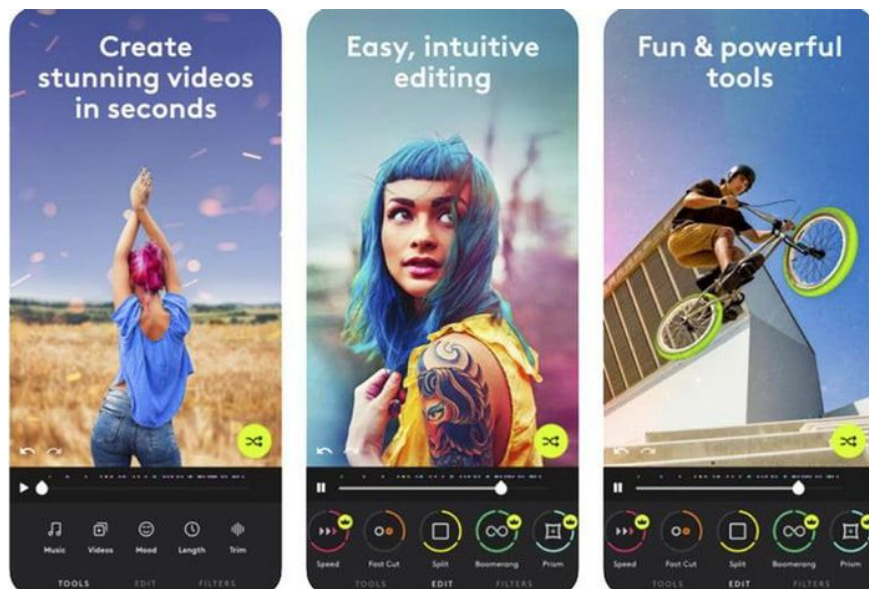 Create
stunning videos
in seconds
Music Videos Mood Length Trim
TOOLS EDIT FILTERS
Easy, intuitive
editing
Speed Fast Cut Split Boomerang Prism
TOOLS EDIT FILTERS
Fun & powerful
tools
Speed Fast Cut Split Boomerang Prism
TOOLS EDIT FILTERS